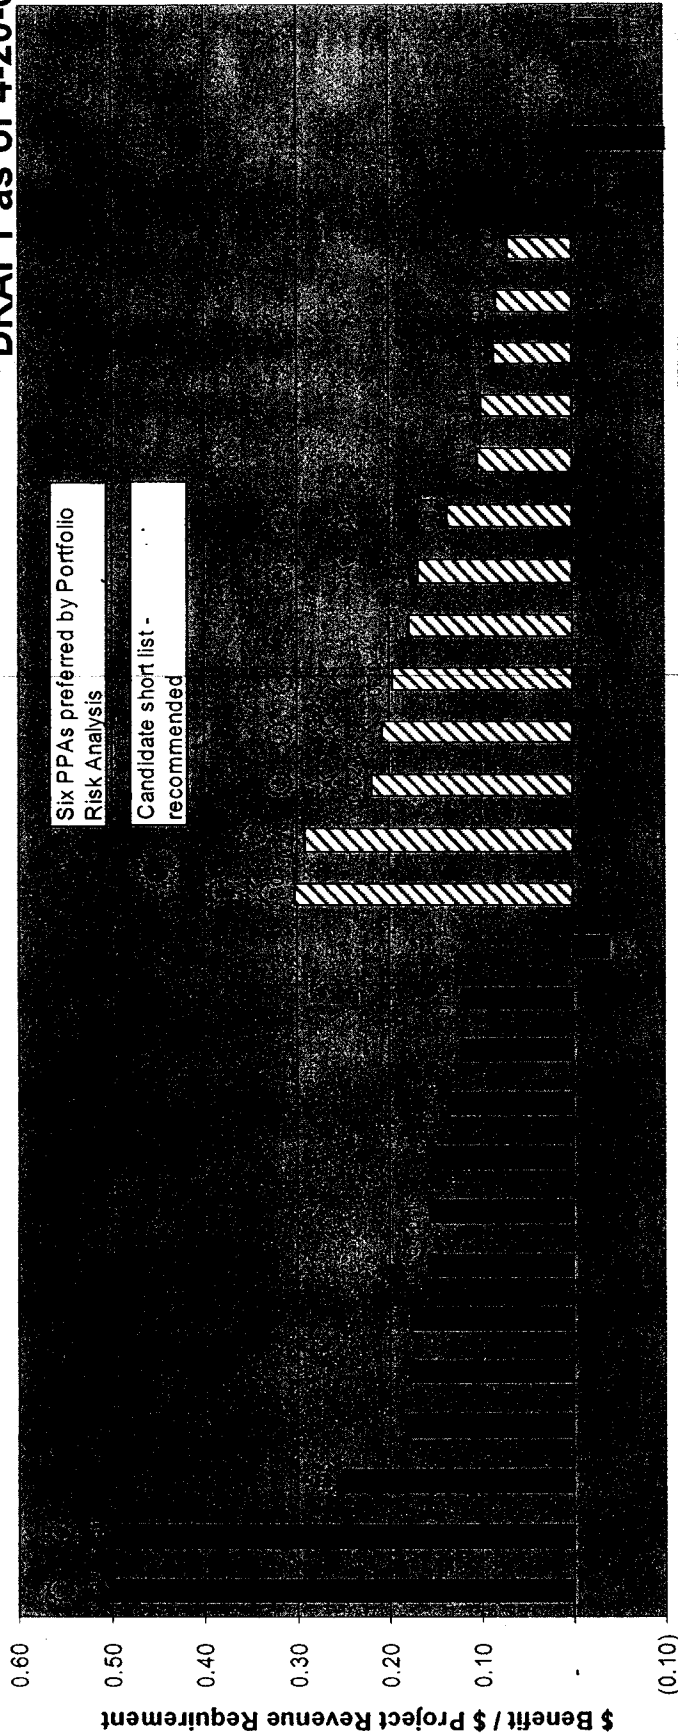 DRAFT as of 4-20-
Six PPAs preferred by Portfolio
Risk Analysis
Candidate short list -
recommended
$ Benefit / $ Project Revenue Requirement
0.60
0.50
0.40
0.30
0.20
0.10
-
(0.10)